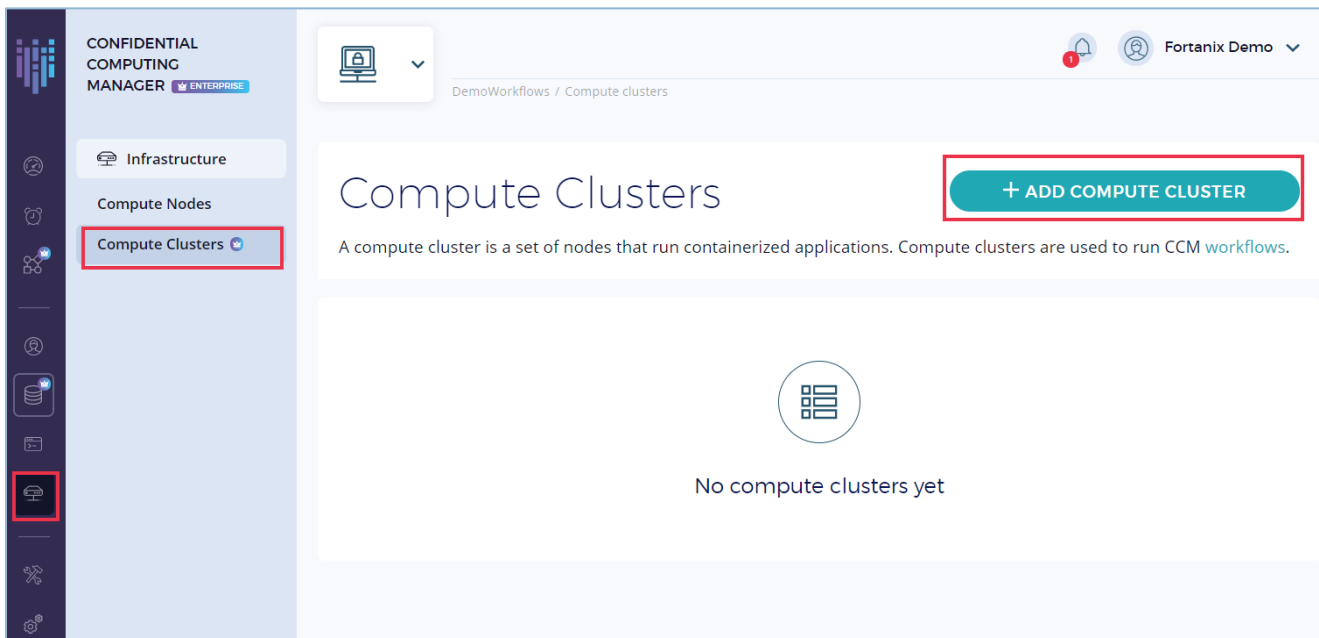 CONFIDENTIAL
COMPUTING
MANAGER ENTERPRISE
1
Fortanix Demo
DemoWorkflows / Compute clusters
Infrastructure
Compute Nodes
Compute Clusters
Compute Clusters
+ ADD COMPUTE CLUSTER
A compute cluster is a set of nodes that run containerized applications. Compute clusters are used to run CCM workflows.
No compute clusters yet